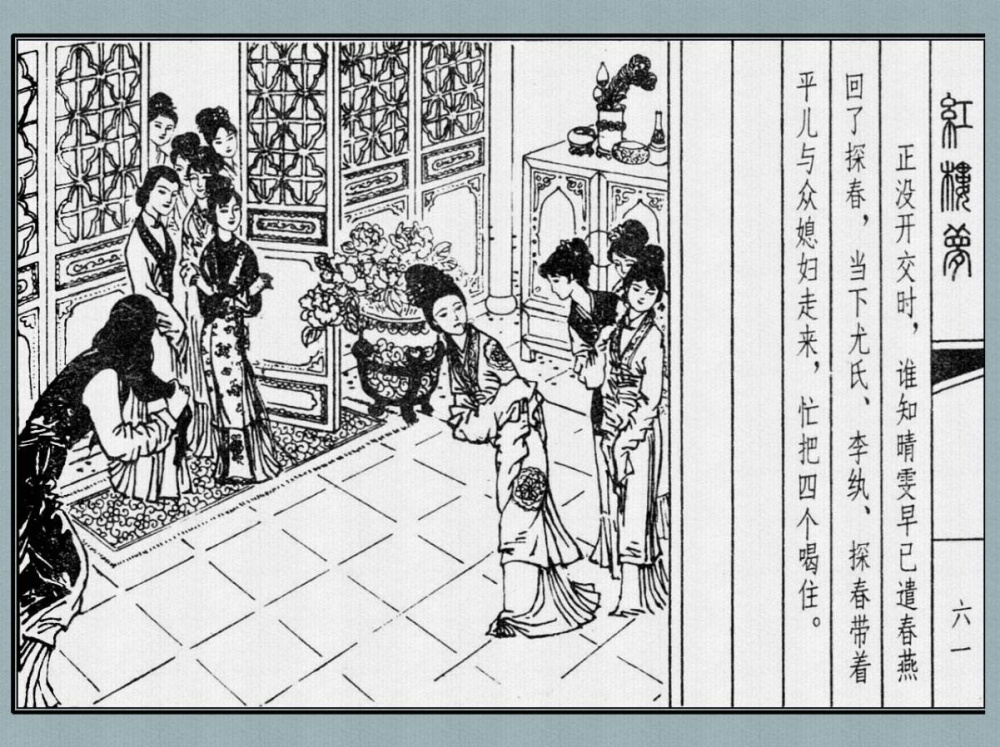 紅樓夢
六一
正没开交时，谁知晴雯早已遣春燕
回了探春，当下尤氏、李纨、探春带着
平儿与众媳妇走来，忙把四个喝住。